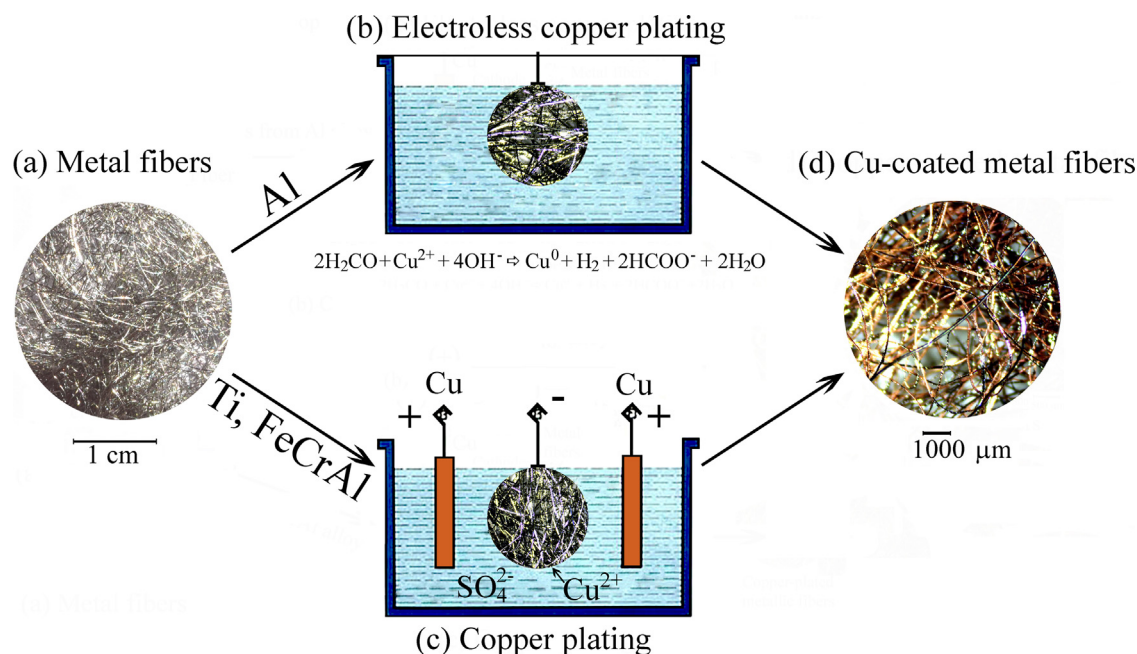 (b) Electroless copper plating
(a) Metal fibers
Al
(d) Cu-coated metal fibers
2H₂CO + Cu²⁺ + 4OH⁻ ⇨ Cu⁰ + H₂ + 2HCOO⁻ + 2H₂O
Ti, FeCrAl
1 cm
+
Cu
-
Cu
+
1000 μm
SO₄²⁻
Cu²⁺
(c) Copper plating